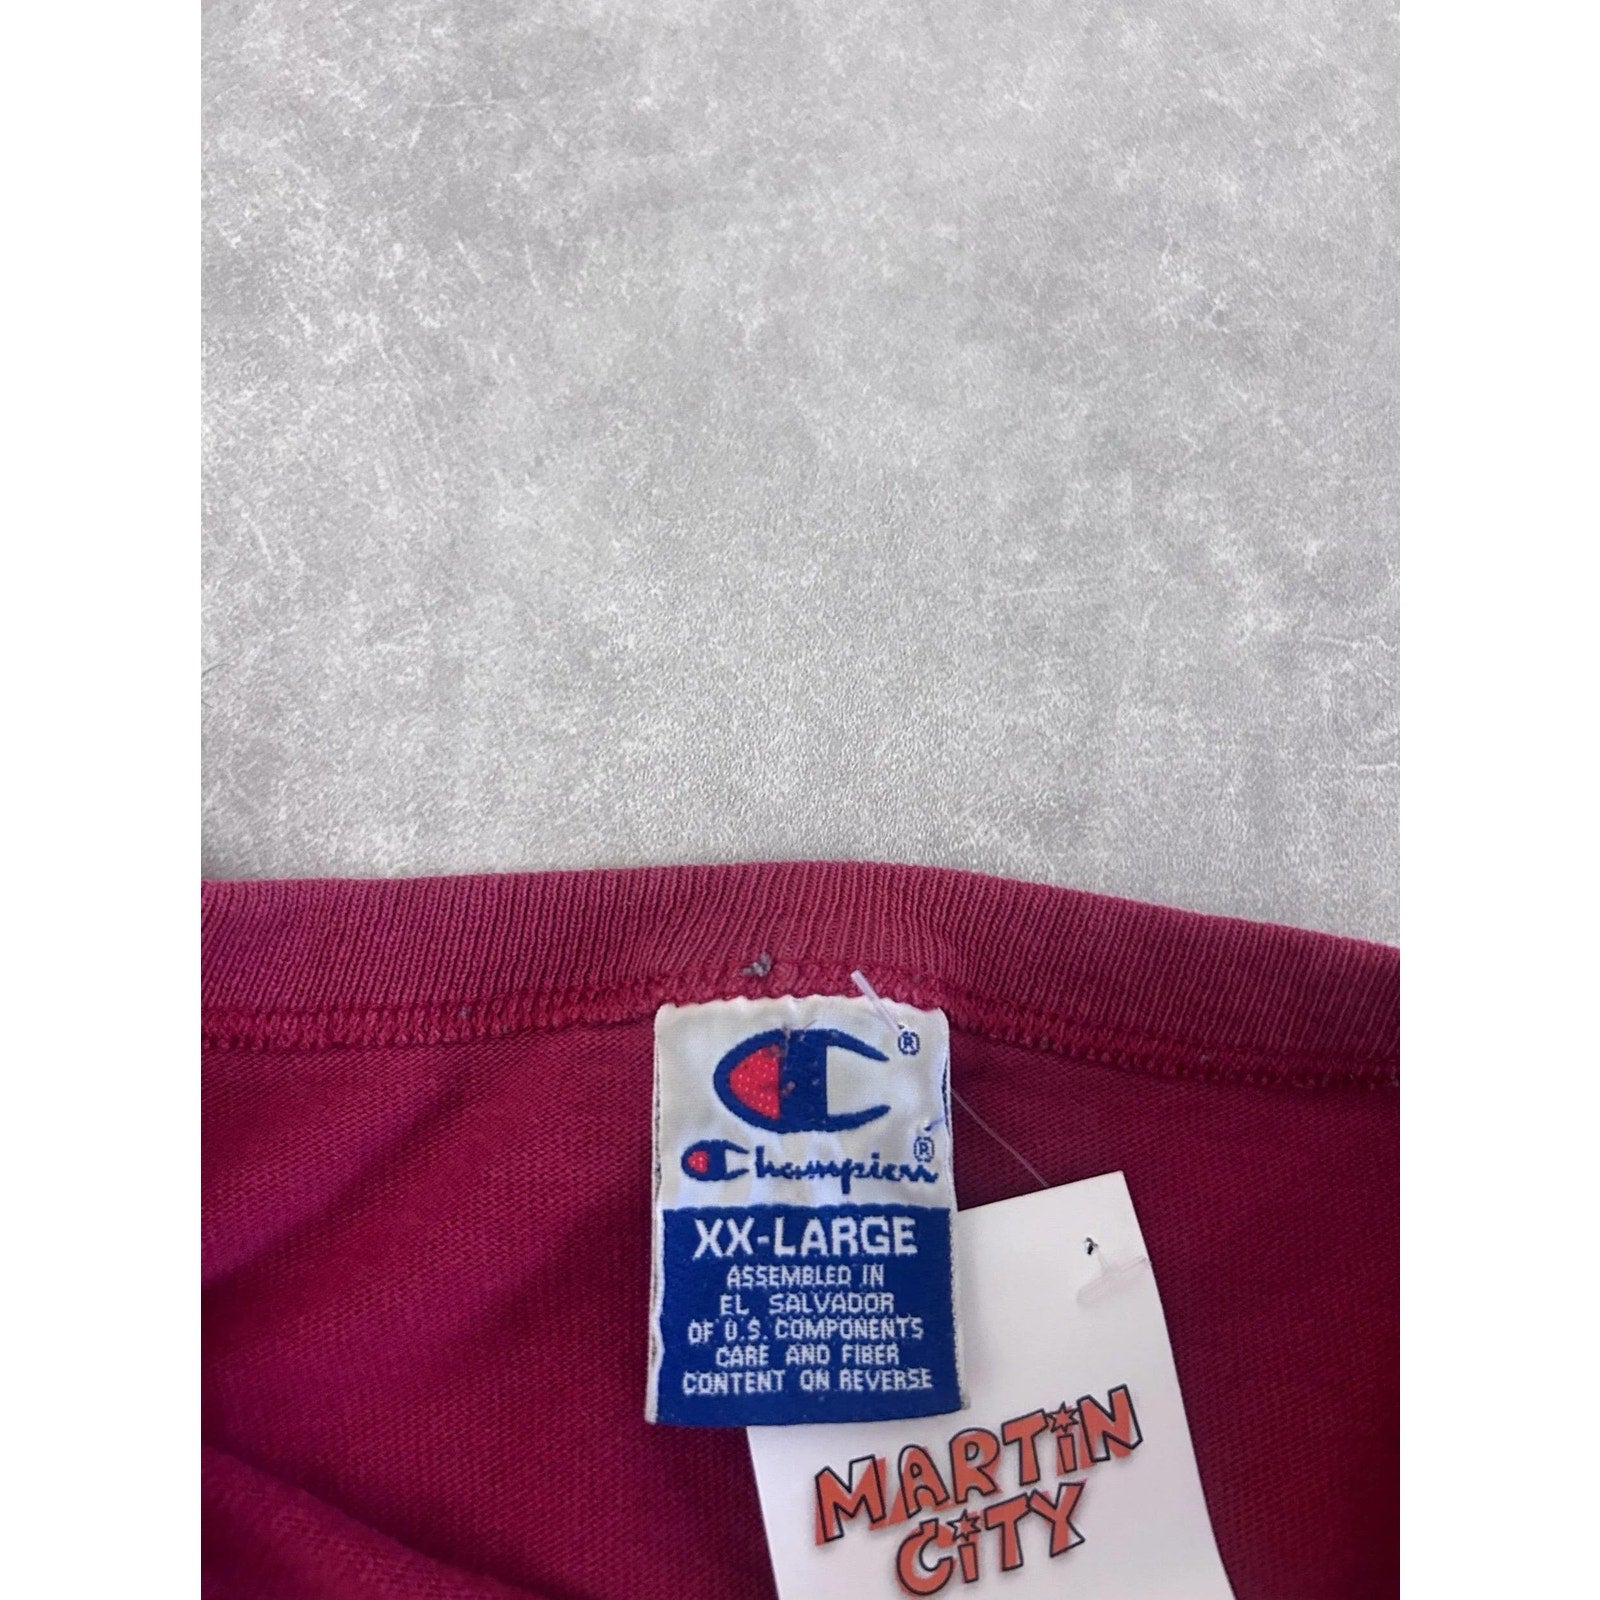 ®
Champion®
XX-LARGE
ASSEMBLED IN
EL SALVADOR
OF U.S. COMPONENTS
CARE AND FIBER
CONTENT ON REVERSE
MARTiN
CiTY